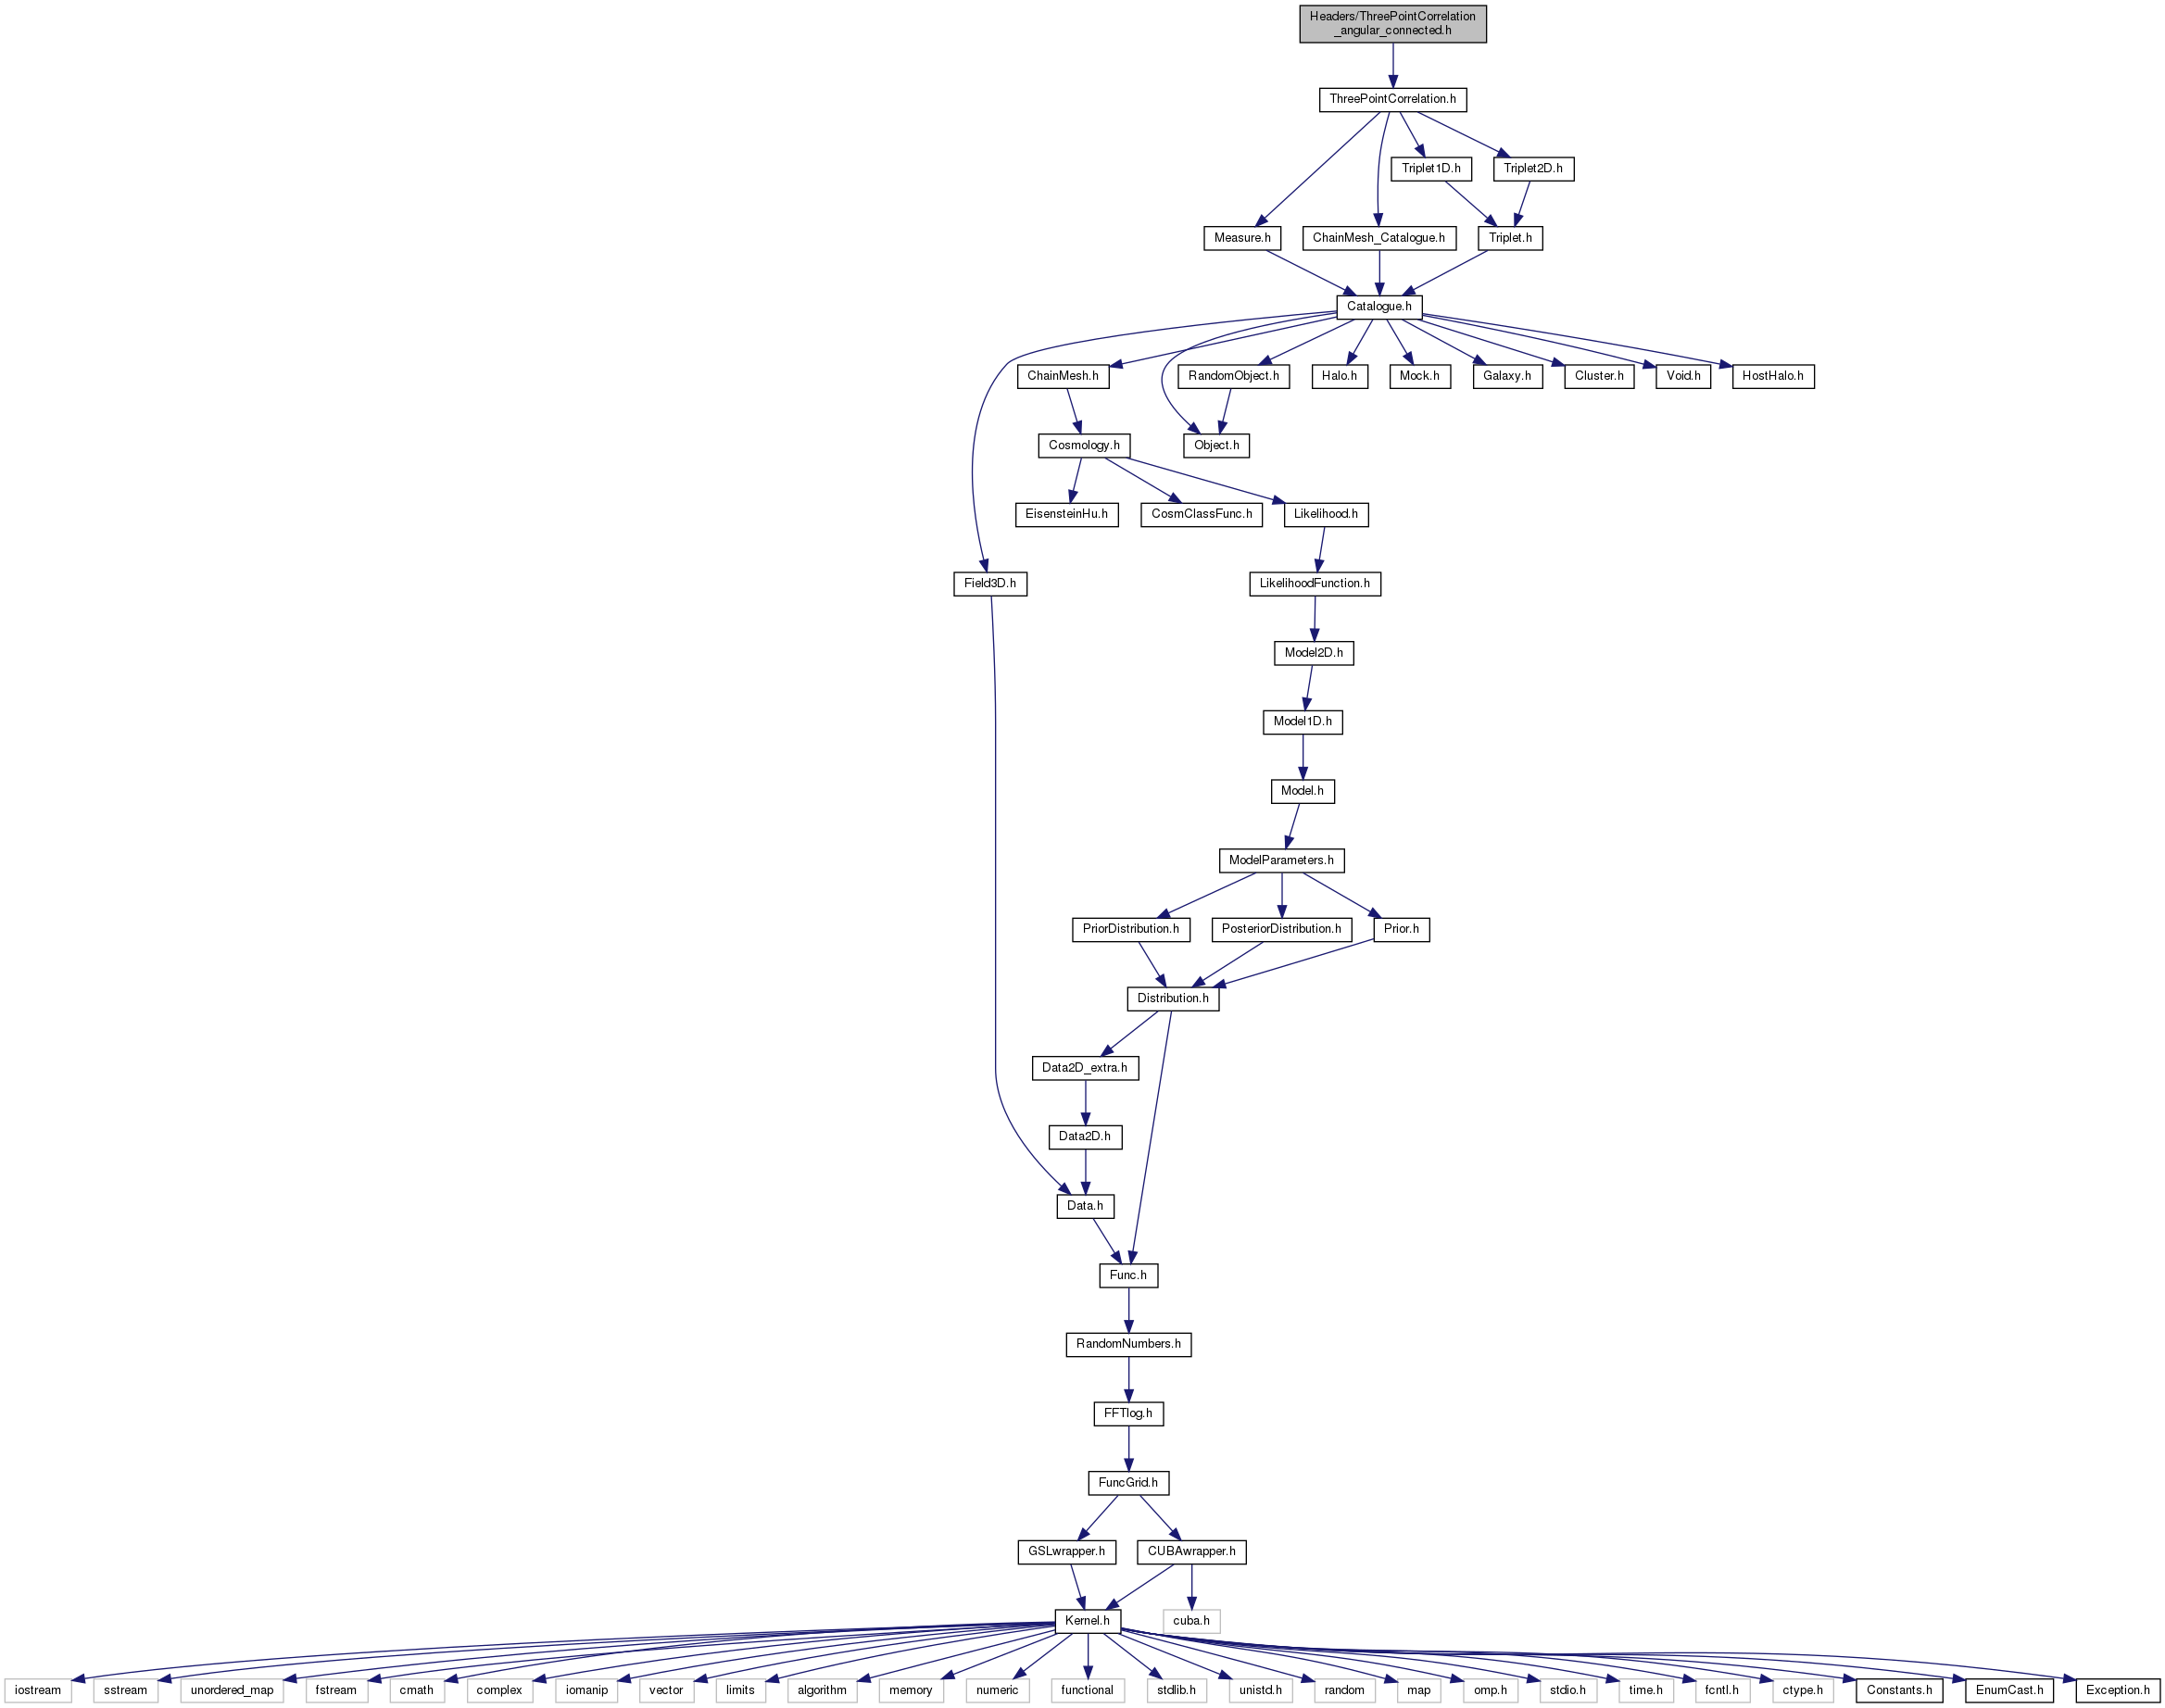 Headers/ThreePointCorrelation
_angular_connected.h
ThreePointCorrelation.h
Triplet1D.h
Triplet2D.h
Measure.h
ChainMesh_Catalogue.h
Triplet.h
Catalogue.h
ChainMesh.h
RandomObject.h
Halo.h
Mock.h
Galaxy.h
Cluster.h
Void.h
HostHalo.h
Cosmology.h
Object.h
EisensteinHu.h
CosmClassFunc.h
Likelihood.h
Field3D.h
LikelihoodFunction.h
Model2D.h
Model1D.h
Model.h
ModelParameters.h
PriorDistribution.h
PosteriorDistribution.h
Prior.h
Distribution.h
Data2D_extra.h
Data2D.h
Data.h
Func.h
RandomNumbers.h
FFTlog.h
FuncGrid.h
GSLwrapper.h
CUBAwrapper.h
Kernel.h
cuba.h
iostream
sstream
unordered_map
fstream
cmath
complex
iomanip
vector
limits
algorithm
memory
numeric
functional
stdlib.h
unistd.h
random
map
omp.h
stdio.h
time.h
fcntl.h
ctype.h
Constants.h
EnumCast.h
Exception.h